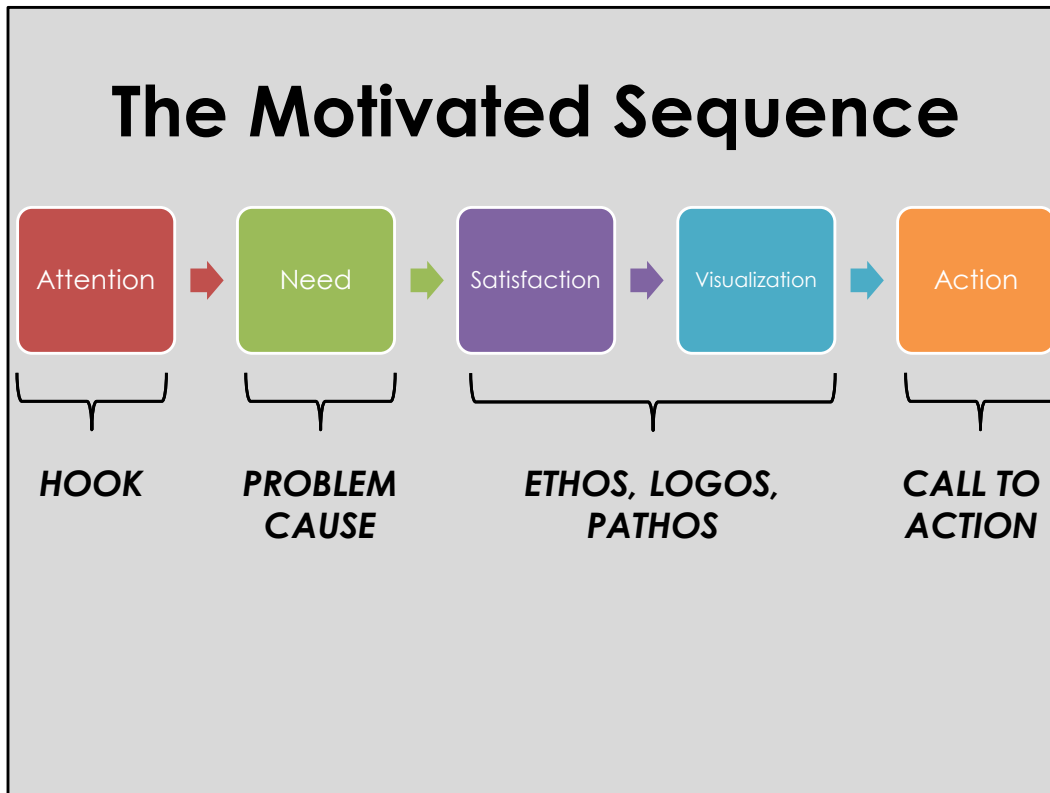 The Motivated Sequence
Attention
Need
Satisfaction
Visualization
Action
HOOK
PROBLEM
CAUSE
ETHOS, LOGOS,
PATHOS
CALL TO
ACTION